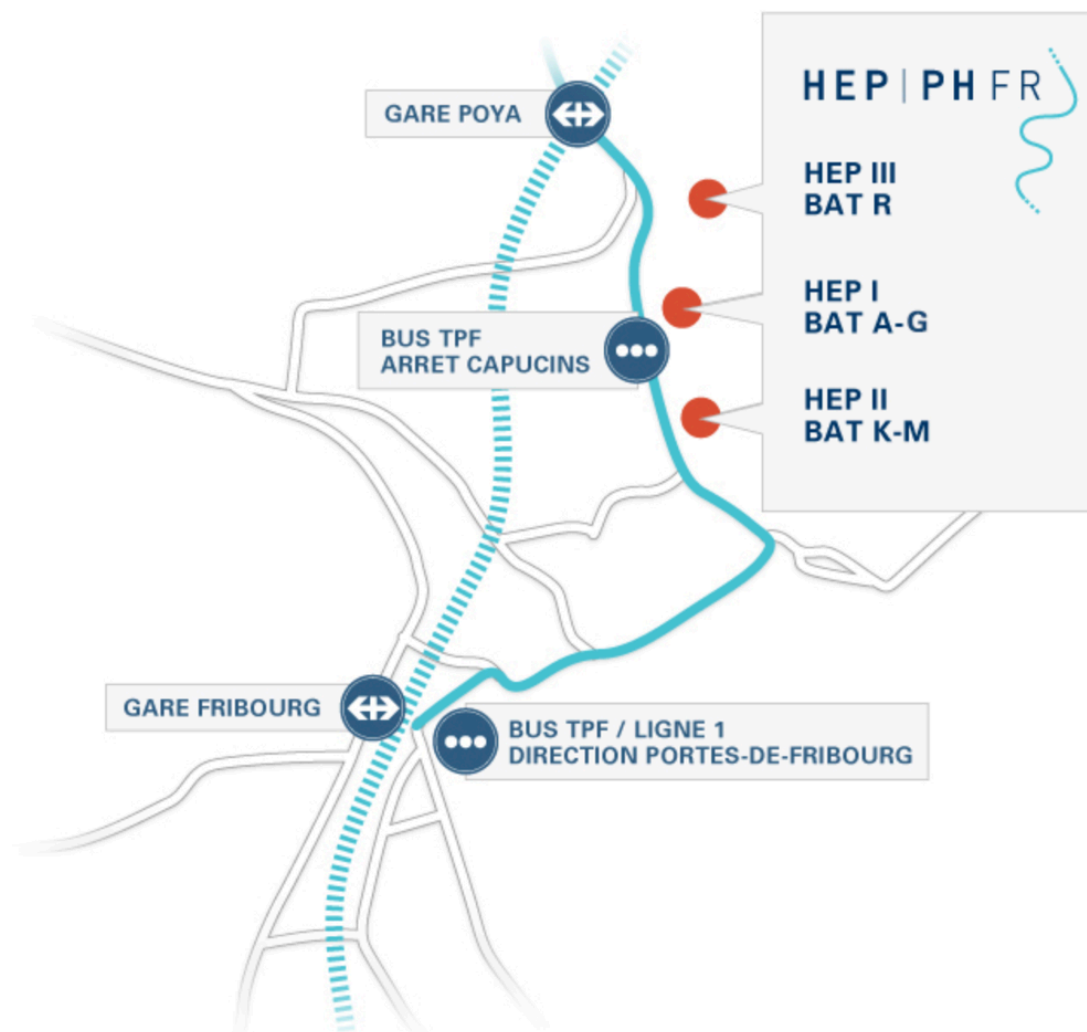 HEP | PH FR
GARE POYA
HEP III
BAT R
HEP I
BAT A-G
BUS TPF
ARRET CAPUCINS
HEP II
BAT K-M
GARE FRIBOURG
BUS TPF / LIGNE 1
DIRECTION PORTES-DE-FRIBOURG